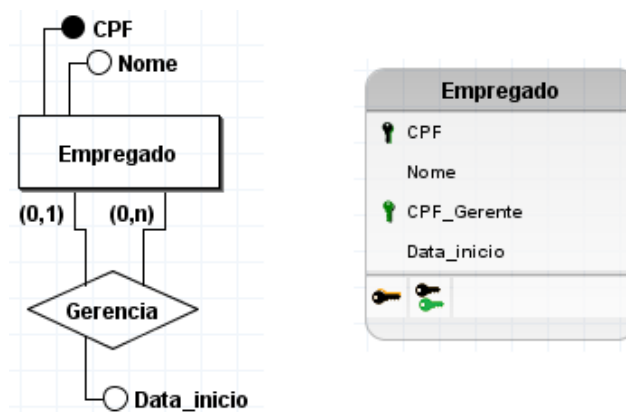 CPF
Nome
Empregado
(0,1)
(0,n)
Gerencia
Data_inicio
Empregado
CPF
Nome
CPF_Gerente
Data_inicio